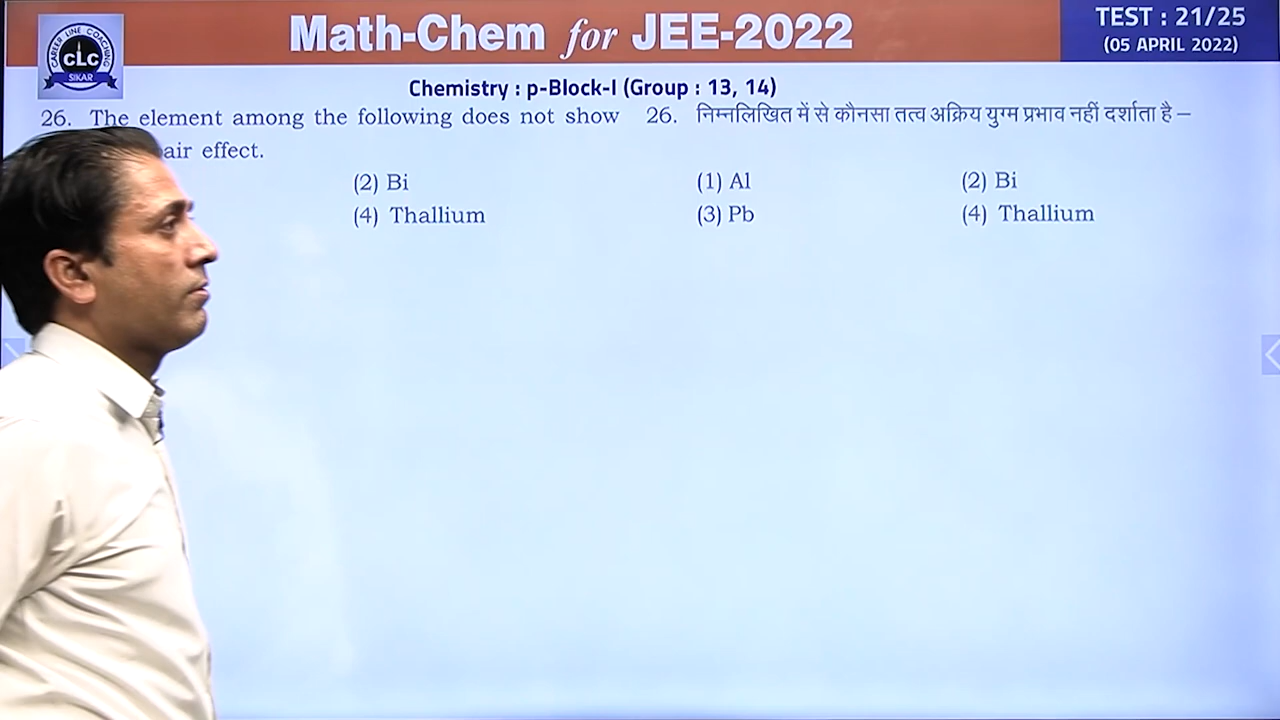 Math-Chem for JEE-2022
TEST : 21/25
(05 APRIL 2022)
CAREER LINE COACHING
CLC
SIKAR
Chemistry : p-Block-I (Group : 13, 14)
26. The element among the following does not show
air effect.
(2) Bi
(4) Thallium
26. निम्नलिखित में से कौनसा तत्व अक्रिय युग्म प्रभाव नहीं दर्शाता है –
(1) Al
(2) Bi
(3) Pb
(4) Thallium